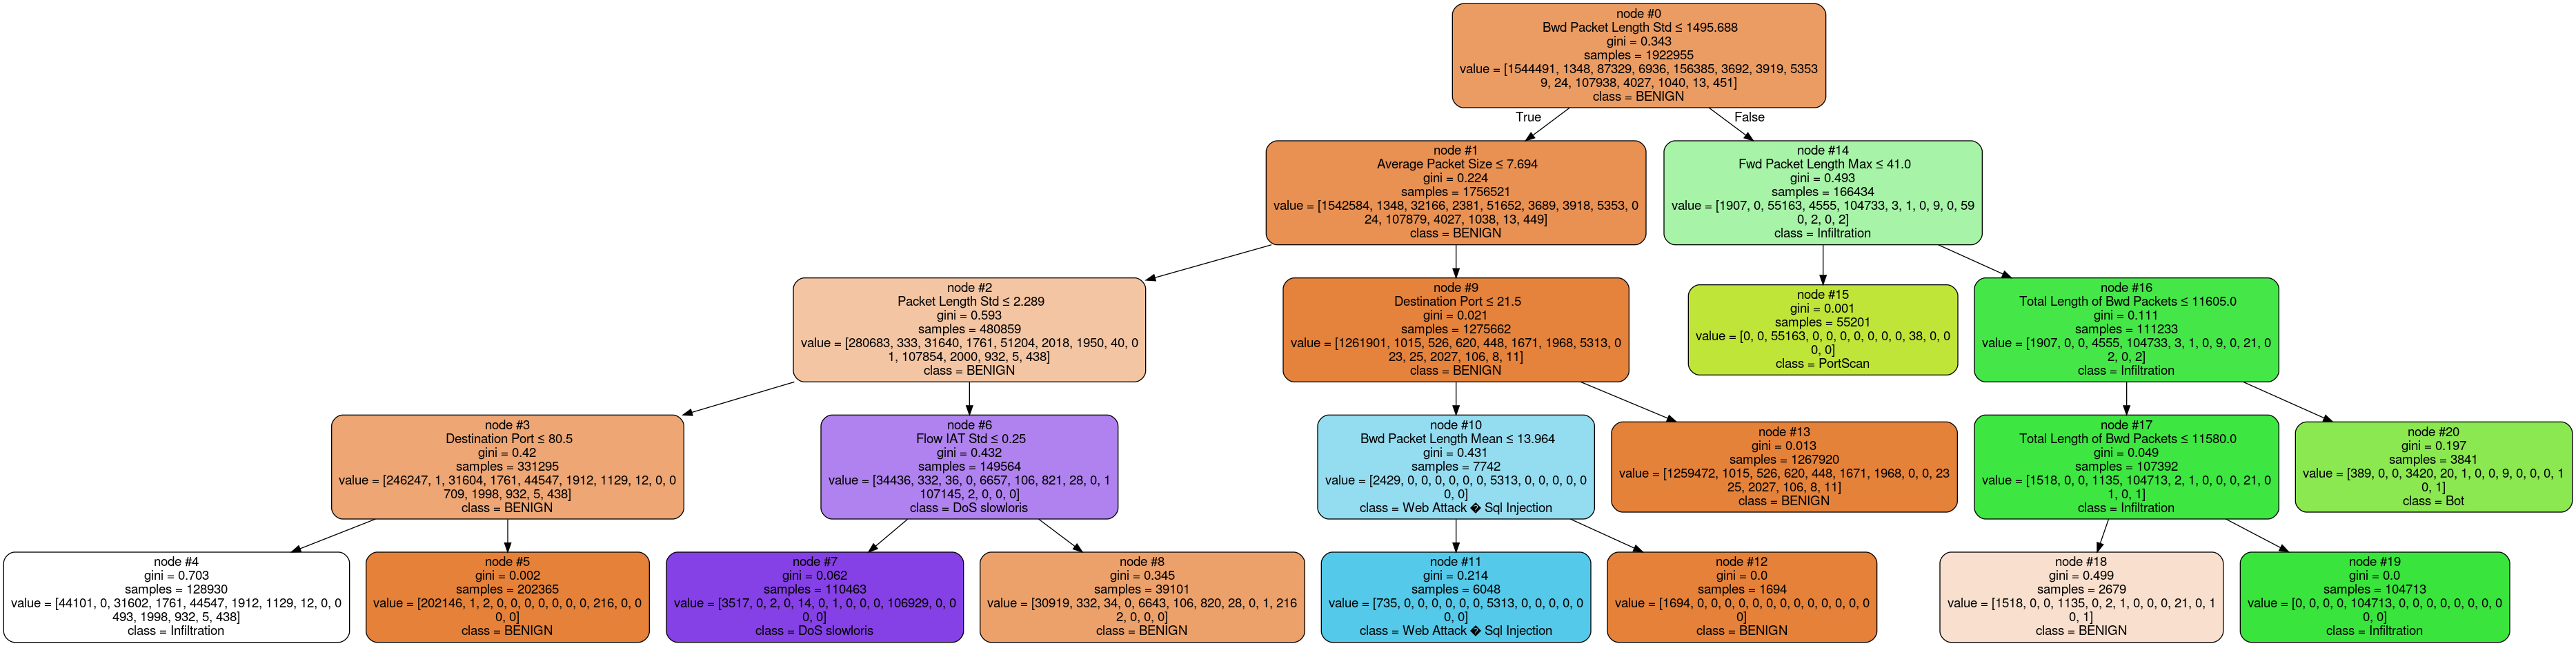 node #0
Bwd Packet Length Std ≤ 1495.688
gini = 0.343
samples = 1922955
value = [1544491, 1348, 87329, 6936, 156385, 3692, 3919, 5353
9, 24, 107938, 4027, 1040, 13, 451]
class = BENIGN
True
False
node #1
Average Packet Size ≤ 7.694
gini = 0.224
samples = 1756521
value = [1542584, 1348, 32166, 2381, 51652, 3689, 3918, 5353, 0
24, 107879, 4027, 1038, 13, 449]
class = BENIGN
node #14
Fwd Packet Length Max ≤ 41.0
gini = 0.493
samples = 166434
value = [1907, 0, 55163, 4555, 104733, 3, 1, 0, 9, 0, 59
0, 2, 0, 2]
class = Infiltration
node #2
Packet Length Std ≤ 2.289
gini = 0.593
samples = 480859
value = [280683, 333, 31640, 1761, 51204, 2018, 1950, 40, 0
1, 107854, 2000, 932, 5, 438]
class = BENIGN
node #9
Destination Port ≤ 21.5
gini = 0.021
samples = 1275662
value = [1261901, 1015, 526, 620, 448, 1671, 1968, 5313, 0
23, 25, 2027, 106, 8, 11]
class = BENIGN
node #15
gini = 0.001
samples = 55201
value = [0, 0, 55163, 0, 0, 0, 0, 0, 0, 0, 38, 0, 0
0, 0]
class = PortScan
node #16
Total Length of Bwd Packets ≤ 11605.0
gini = 0.111
samples = 111233
value = [1907, 0, 0, 4555, 104733, 3, 1, 0, 9, 0, 21, 0
2, 0, 2]
class = Infiltration
node #3
Destination Port ≤ 80.5
gini = 0.42
samples = 331295
value = [246247, 1, 31604, 1761, 44547, 1912, 1129, 12, 0, 0
709, 1998, 932, 5, 438]
class = BENIGN
node #6
Flow IAT Std ≤ 0.25
gini = 0.432
samples = 149564
value = [34436, 332, 36, 0, 6657, 106, 821, 28, 0, 1
107145, 2, 0, 0, 0]
class = DoS slowloris
node #10
Bwd Packet Length Mean ≤ 13.964
gini = 0.431
samples = 7742
value = [2429, 0, 0, 0, 0, 0, 0, 5313, 0, 0, 0, 0, 0
0, 0]
class = Web Attack � Sql Injection
node #13
gini = 0.013
samples = 1267920
value = [1259472, 1015, 526, 620, 448, 1671, 1968, 0, 0, 23
25, 2027, 106, 8, 11]
class = BENIGN
node #17
Total Length of Bwd Packets ≤ 11580.0
gini = 0.049
samples = 107392
value = [1518, 0, 0, 1135, 104713, 2, 1, 0, 0, 0, 21, 0
1, 0, 1]
class = Infiltration
node #20
gini = 0.197
samples = 3841
value = [389, 0, 0, 3420, 20, 1, 0, 0, 9, 0, 0, 0, 1
0, 1]
class = Bot
node #4
gini = 0.703
samples = 128930
value = [44101, 0, 31602, 1761, 44547, 1912, 1129, 12, 0, 0
493, 1998, 932, 5, 438]
class = Infiltration
node #5
gini = 0.002
samples = 202365
value = [202146, 1, 2, 0, 0, 0, 0, 0, 0, 0, 216, 0, 0
0, 0]
class = BENIGN
node #7
gini = 0.062
samples = 110463
value = [3517, 0, 2, 0, 14, 0, 1, 0, 0, 0, 106929, 0, 0
0, 0]
class = DoS slowloris
node #8
gini = 0.345
samples = 39101
value = [30919, 332, 34, 0, 6643, 106, 820, 28, 0, 1, 216
2, 0, 0, 0]
class = BENIGN
node #11
gini = 0.214
samples = 6048
value = [735, 0, 0, 0, 0, 0, 0, 5313, 0, 0, 0, 0, 0
0, 0]
class = Web Attack � Sql Injection
node #12
gini = 0.0
samples = 1694
value = [1694, 0, 0, 0, 0, 0, 0, 0, 0, 0, 0, 0, 0, 0
0]
class = BENIGN
node #18
gini = 0.499
samples = 2679
value = [1518, 0, 0, 1135, 0, 2, 1, 0, 0, 0, 21, 0, 1
0, 1]
class = BENIGN
node #19
gini = 0.0
samples = 104713
value = [0, 0, 0, 0, 104713, 0, 0, 0, 0, 0, 0, 0, 0
0, 0]
class = Infiltration